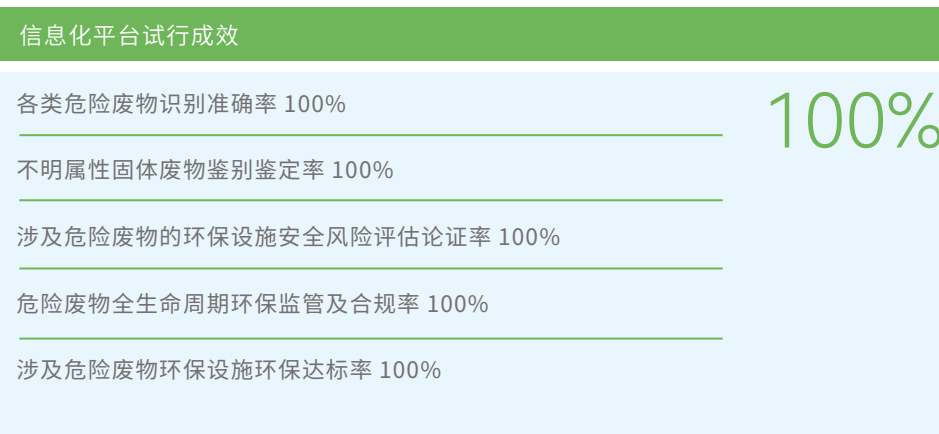 信息化平台试行成效
各类危险废物识别准确率 100%
100%
不明属性固体废物鉴别鉴定率 100%
涉及危险废物的环保设施安全风险评估论证率 100%
危险废物全生命周期环保监管及合规率 100%
涉及危险废物环保设施环保达标率 100%